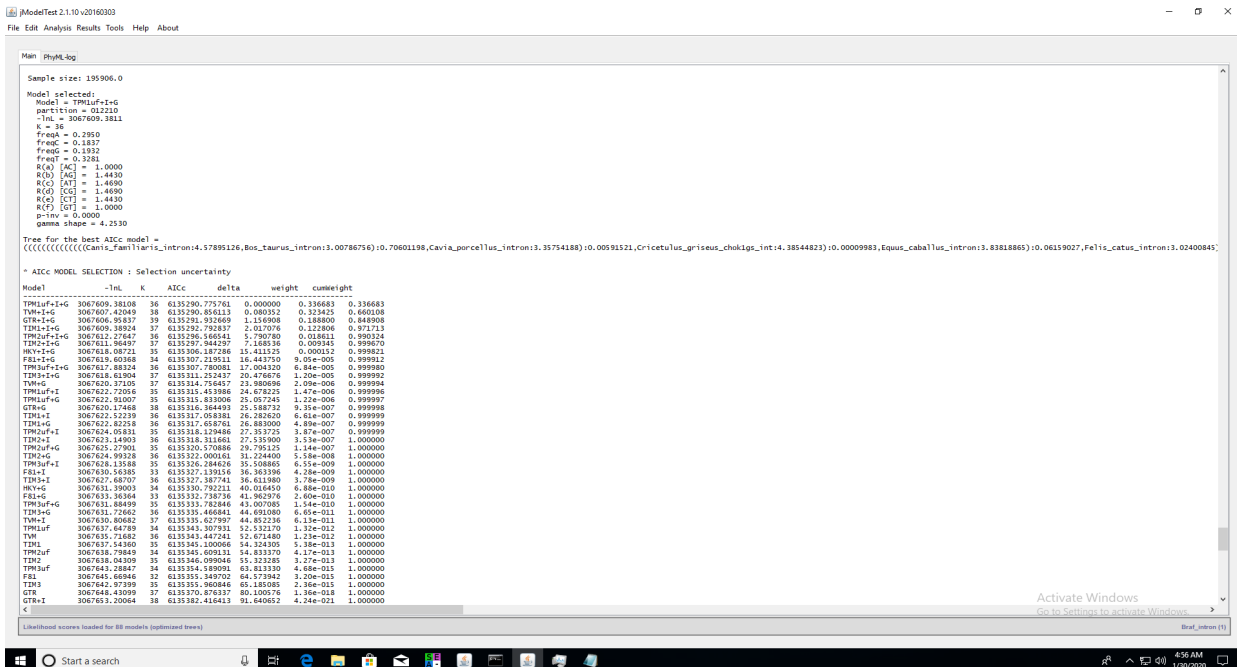 jModelTest 2.1.10 v20160303
File Edit Analysis Results Tools Help About
Main PhyML-log
Sample size: 195906.0
Model selected:
Model = TPM1uf+I+G
partition = 012210
-lnL = 3067609.3811
K = 36
freqA = 0.2950
freqC = 0.1837
freqG = 0.1932
freqT = 0.3281
R(a) [AC] = 1.0000
R(b) [AG] = 1.4430
R(c) [AT] = 1.4690
R(d) [CG] = 1.4690
R(e) [CT] = 1.4430
R(f) [GT] = 1.0000
p-inv = 0.0000
gamma shape = 4.2530
Tree for the best AICc model =
(((((((((((((Canis_familiaris_intron:4.57895126,Bos_taurus_intron:3.00786756):0.70601198,Cavia_porcellus_intron:3.35754188):0.00591521,Cricetulus_griseus_chok1gs_int:4.38544823):0.00009983,Equus_caballus_intron:3.83818865):0.06159027,Felis_catus_intron:3.02400845)
* AICc MODEL SELECTION : Selection uncertainty
Model -lnL K AICc delta weight cumWeight
TPM1uf+I+G 3067609.38108 36 6135290.775761 0.000000 0.336683 0.336683
TVM+I+G 3067607.42049 38 6135290.856113 0.080352 0.323425 0.660108
GTR+I+G 3067606.95837 39 6135291.932669 1.156908 0.188800 0.848908
TIM1+I+G 3067609.38924 37 6135292.792837 2.017076 0.122806 0.971713
TPM2uf+I+G 3067612.27647 36 6135296.566541 5.790780 0.018611 0.990324
TIM2+I+G 3067611.96497 37 6135297.944297 7.168536 0.009345 0.999670
HKY+I+G 3067618.08721 35 6135306.187286 15.411525 0.000152 0.999821
F81+I+G 3067619.60368 34 6135307.219511 16.443750 9.05e-005 0.999912
TPM3uf+I+G 3067617.88324 36 6135307.780081 17.004320 6.84e-005 0.999980
TIM3+I+G 3067618.61904 37 6135311.252437 20.476676 1.20e-005 0.999992
TVM+G 3067620.37105 37 6135314.756457 23.980696 2.09e-006 0.999994
TPM1uf+I 3067622.72056 35 6135315.453986 24.678225 1.47e-006 0.999996
TPM1uf+G 3067622.91007 35 6135315.833006 25.057245 1.22e-006 0.999997
GTR+G 3067620.17468 38 6135316.364493 25.588732 9.35e-007 0.999998
TIM1+I 3067622.52239 36 6135317.058381 26.282620 6.61e-007 0.999999
TIM1+G 3067622.82258 36 6135317.658761 26.883000 4.89e-007 0.999999
TPM2uf+I 3067624.05831 35 6135318.129486 27.353725 3.87e-007 0.999999
TIM2+I 3067623.14903 36 6135318.311661 27.535900 3.53e-007 1.000000
TPM2uf+G 3067625.27901 35 6135320.570886 29.795125 1.14e-007 1.000000
TIM2+G 3067624.99328 36 6135322.000161 31.224400 5.58e-008 1.000000
TPM3uf+I 3067628.13588 35 6135326.284626 35.508865 6.55e-009 1.000000
F81+I 3067630.56385 33 6135327.139156 36.363396 4.28e-009 1.000000
TIM3+I 3067627.68707 36 6135327.387741 36.611980 3.78e-009 1.000000
HKY+G 3067631.39003 34 6135330.792211 40.016450 6.88e-010 1.000000
F81+G 3067633.36364 33 6135332.738736 41.962976 2.60e-010 1.000000
TPM3uf+G 3067631.88499 35 6135333.782846 43.007085 1.54e-010 1.000000
TIM3+G 3067631.72662 36 6135335.466841 44.691080 6.65e-011 1.000000
TVM+I 3067630.80682 37 6135335.627997 44.852236 6.13e-011 1.000000
TPM1uf 3067637.64789 34 6135343.307931 52.532170 1.32e-012 1.000000
TVM 3067635.71682 36 6135343.447241 52.671480 1.23e-012 1.000000
TIM1 3067637.54360 35 6135345.100066 54.324305 5.38e-013 1.000000
TPM2uf 3067638.79849 34 6135345.609131 54.833370 4.17e-013 1.000000
TIM2 3067638.04309 35 6135346.099046 55.323285 3.27e-013 1.000000
TPM3uf 3067643.28847 34 6135354.589091 63.813330 4.68e-015 1.000000
F81 3067645.66946 32 6135355.349702 64.573942 3.20e-015 1.000000
TIM3 3067642.97399 35 6135355.960846 65.185085 2.36e-015 1.000000
GTR 3067648.43099 37 6135370.876337 80.100576 1.36e-018 1.000000
GTR+I 3067653.20064 38 6135382.416413 91.640652 4.24e-021 1.000000
Activate Windows
Go to Settings to activate Windows.
Likelihood scores loaded for 88 models (optimized trees) Braf_intron (1)
Start a search
4:56 AM
1/30/2020